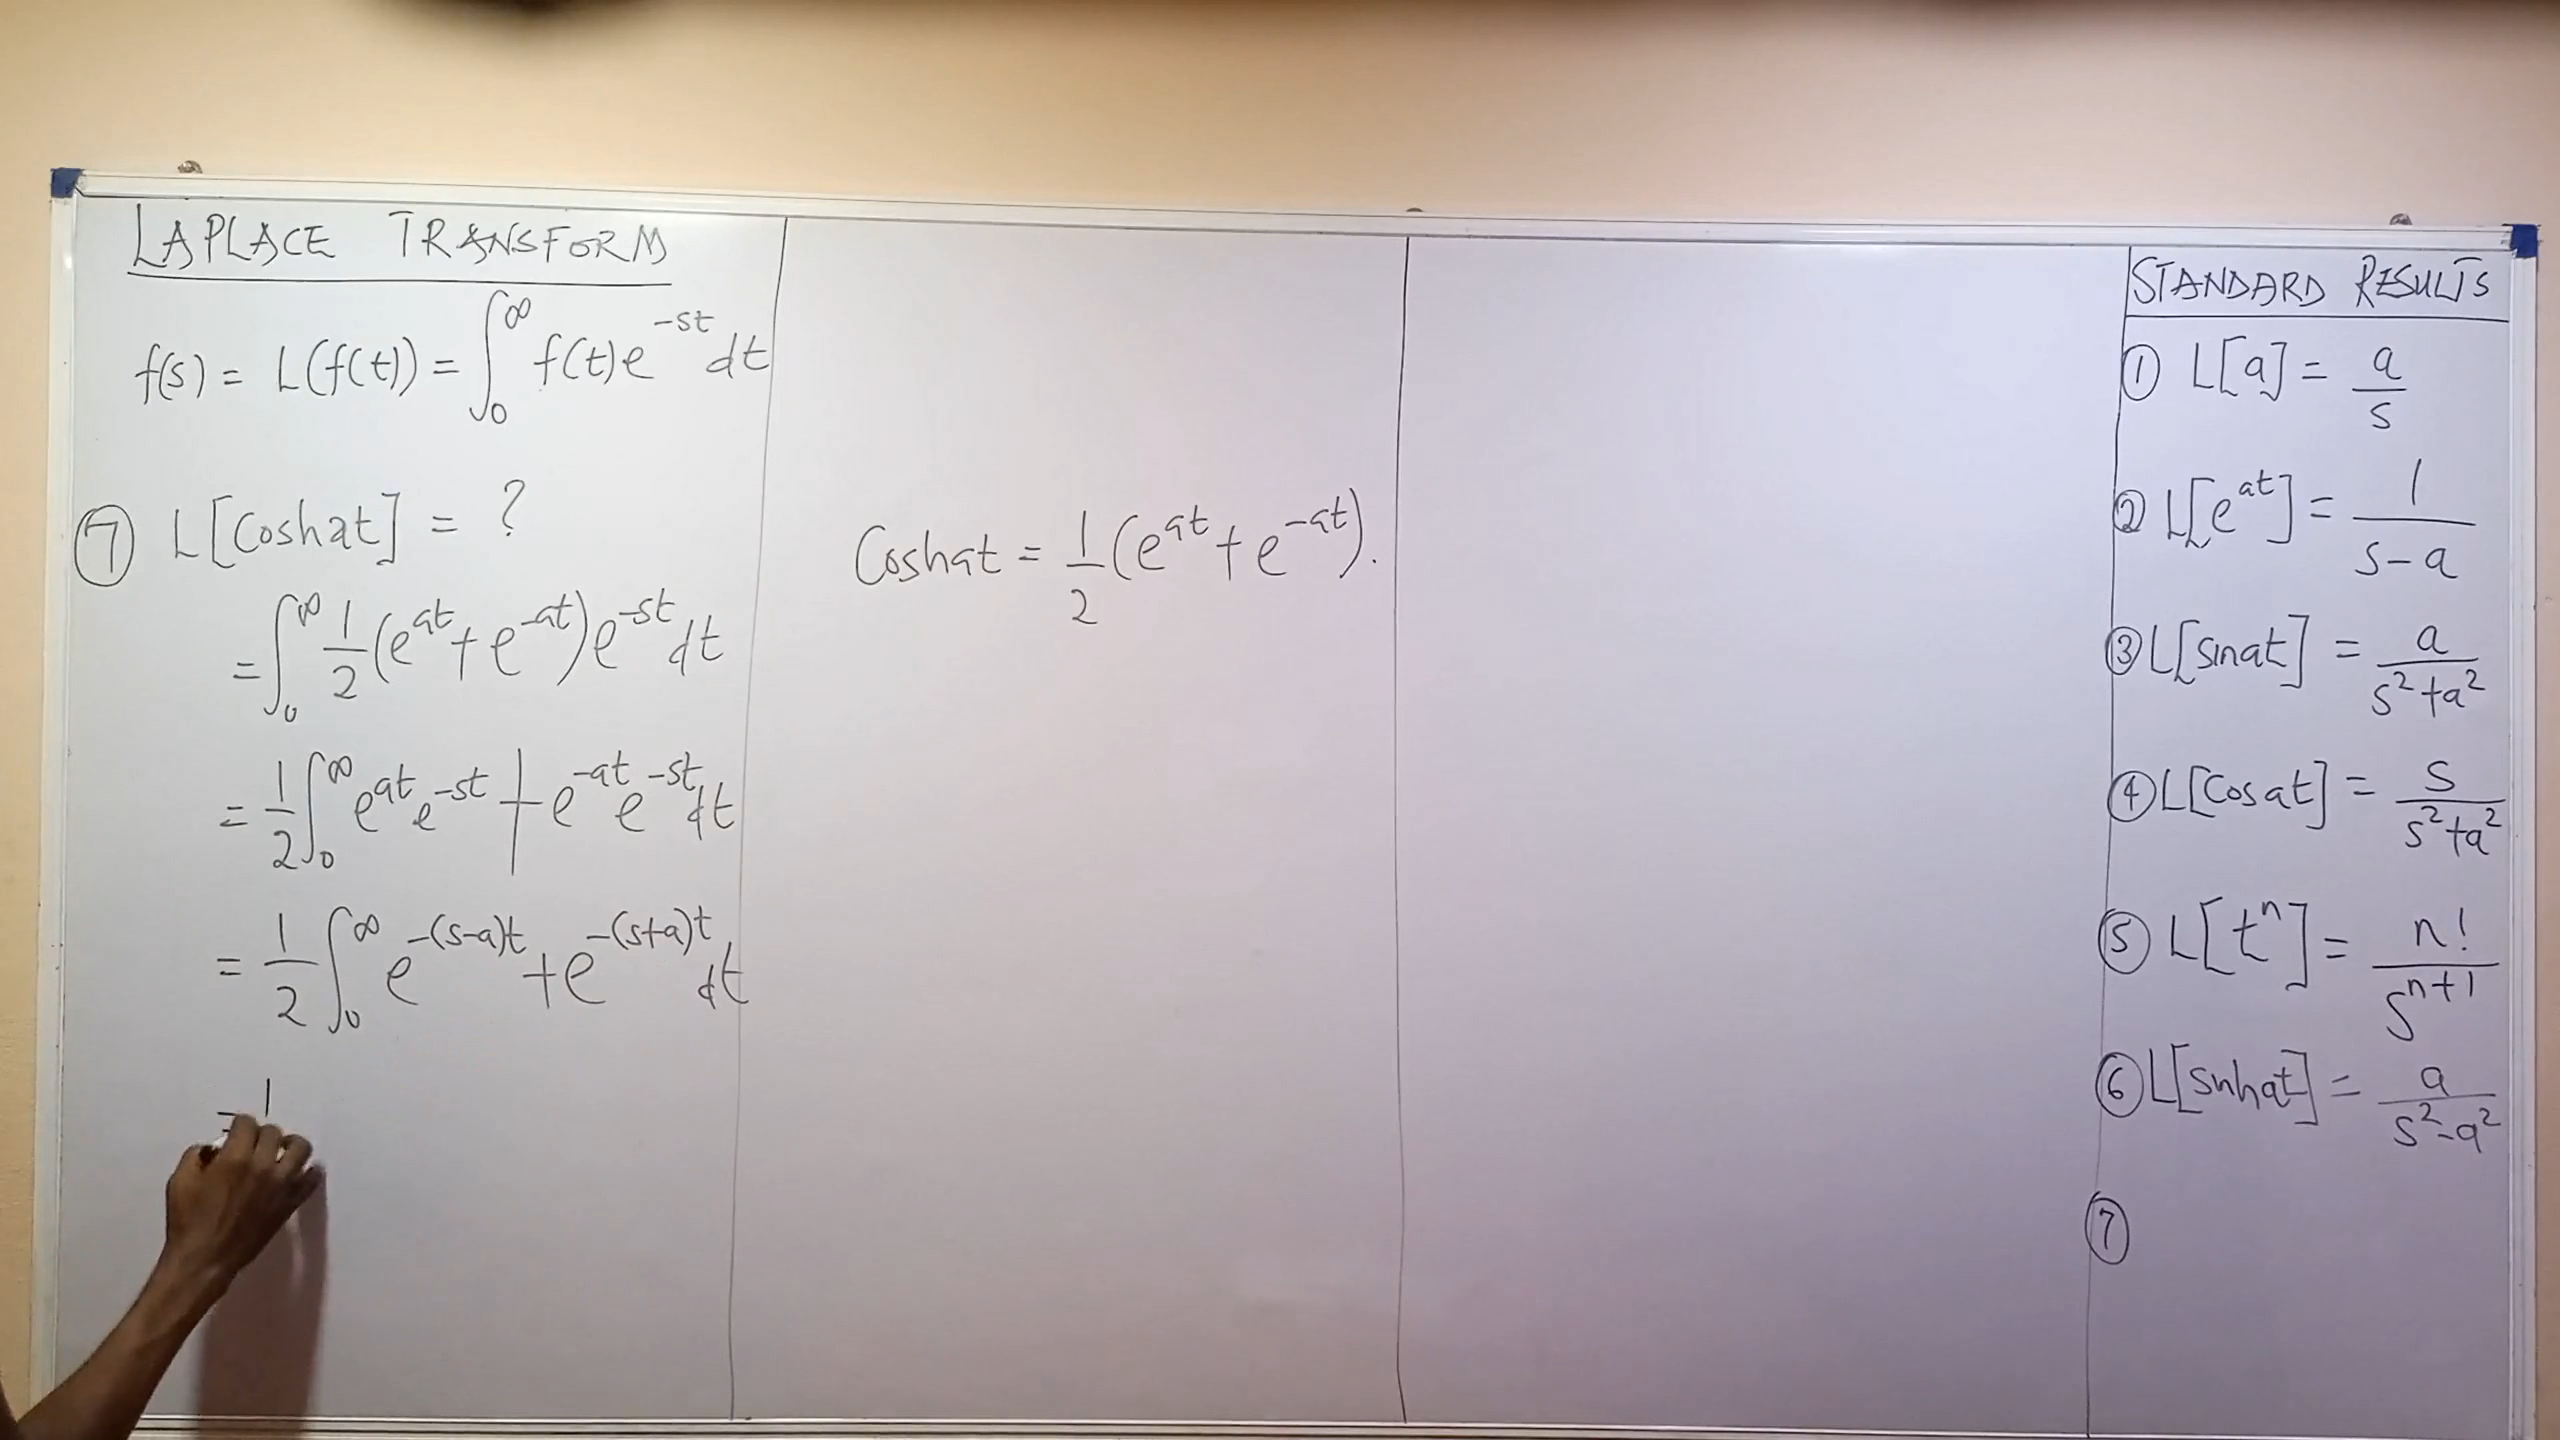 LAPLACE TRANSFORM
f(s) = L(f(t)) = ∫₀^∞ f(t)e^{-st} dt
⑦ L[Coshat] = ?
= ∫₀^∞ 1/2 (e^{at} + e^{-at}) e^{-st} dt
= 1/2 ∫₀^∞ e^{at} e^{-st} + e^{-at} e^{-st} dt
= 1/2 ∫₀^∞ e^{-(s-a)t} + e^{-(s+a)t} dt
= 1
Coshat = 1/2 (e^{at} + e^{-at}).
STANDARD RESULTS
① L[a] = a/s
② L[e^{at}] = 1/(s-a)
③ L[sinat] = a/(s²+a²)
④ L[Cosat] = s/(s²+a²)
⑤ L[t^n] = n!/s^{n+1}
⑥ L[sinhat] = a/(s²-a²)
⑦